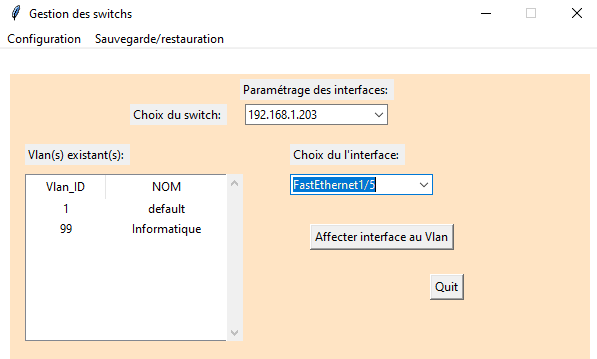 Gestion des switchs
Configuration Sauvegarde/restauration
Paramétrage des interfaces:
Choix du switch: 192.168.1.203
Vlan(s) existant(s): Choix du l'interface:
Vlan_ID NOM
FastEthernet1/5
1 default
99 Informatique
Affecter interface au Vlan
Quit